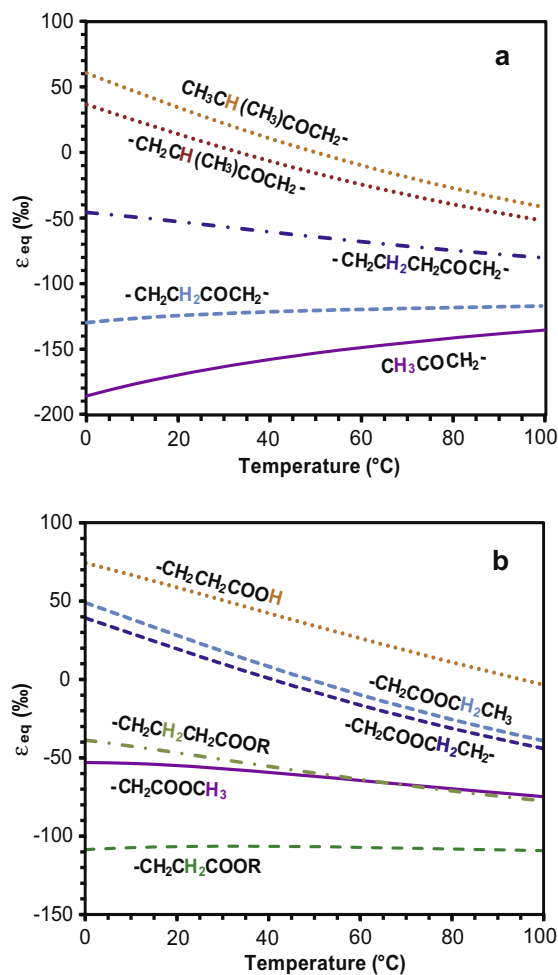 100
50
0
-50
-100
-150
-200
ε eq (‰)
a
CH₃CH(CH₃)COCH₂-
-CH₂CH(CH₃)COCH₂-
-CH₂CH₂CH₂COCH₂-
-CH₂CH₂COCH₂-
CH₃COCH₂-
0 20 40 60 80 100
Temperature (°C)
100
50
0
-50
-100
-150
ε eq (‰)
b
-CH₂CH₂COOH
-CH₂COOCH₂CH₃
-CH₂COOCH₂CH₂-
-CH₂CH₂CH₂COOR
-CH₂COOCH₃
-CH₂CH₂COOR
0 20 40 60 80 100
Temperature (°C)